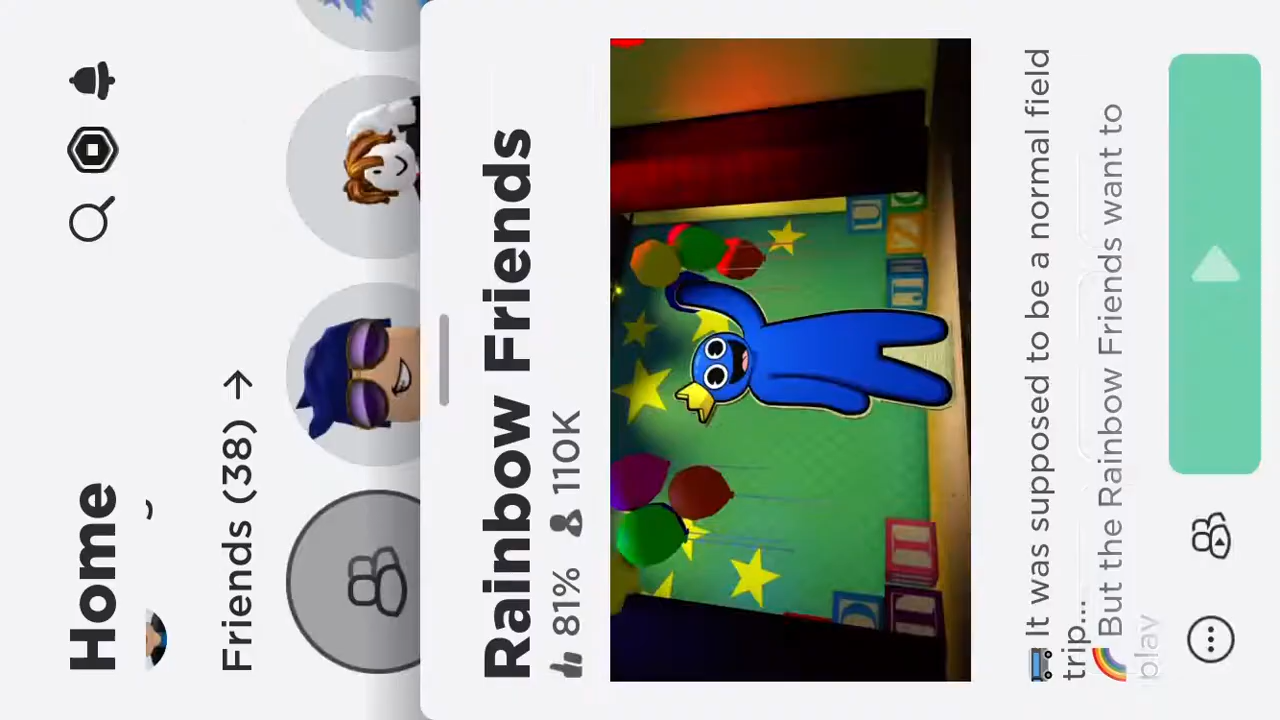 Home
Friends (38) →
Rainbow Friends
81% 110K
🚌 It was supposed to be a normal field
trip...
🌈 But the Rainbow Friends want to
play